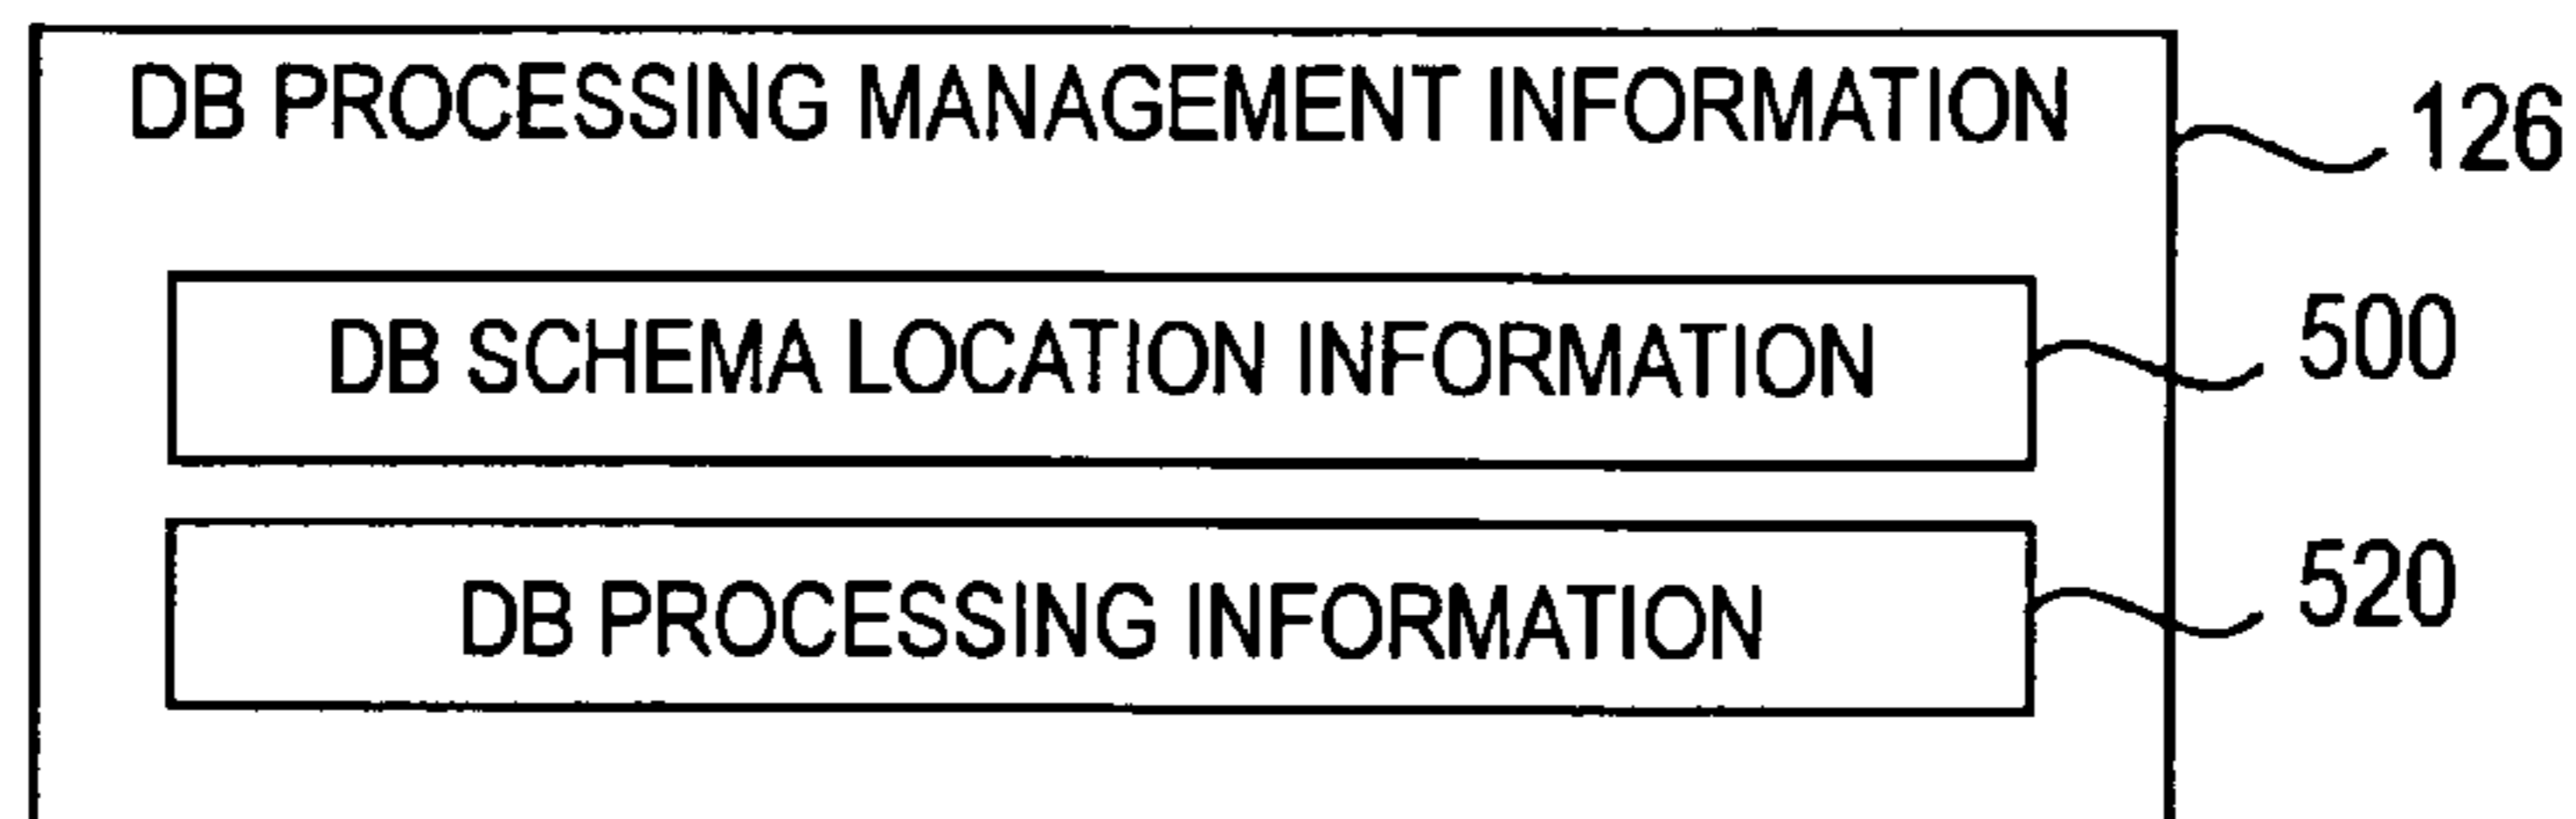 DB PROCESSING MANAGEMENT INFORMATION
126
DB SCHEMA LOCATION INFORMATION
500
DB PROCESSING INFORMATION
520